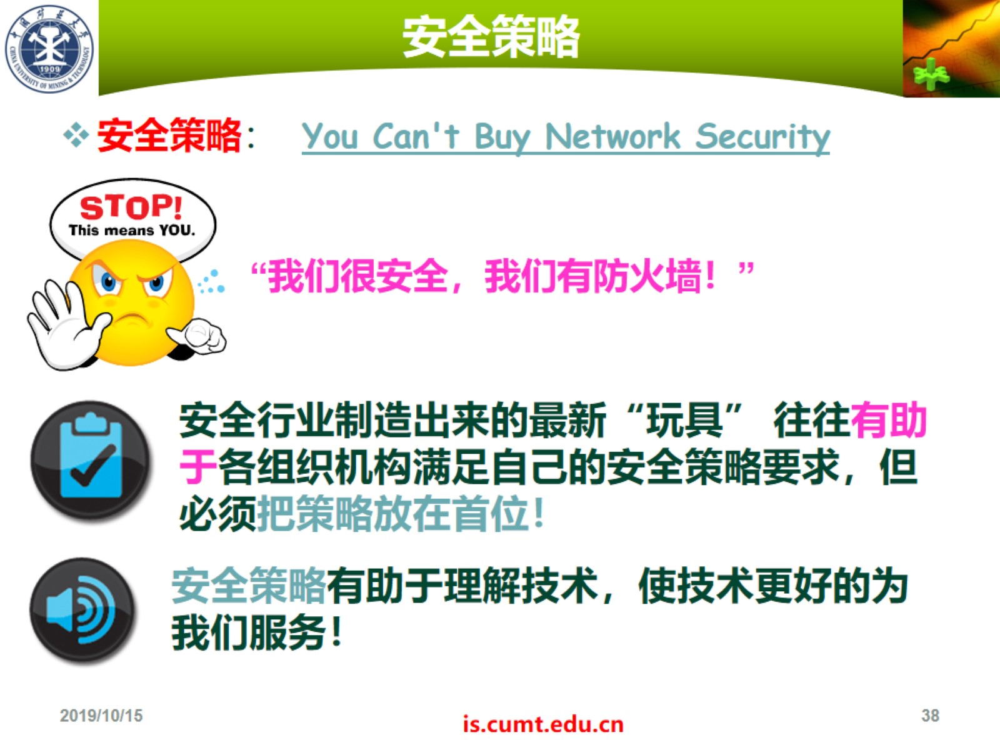 安全策略
中国矿业大学
CHINA UNIVERSITY OF MINING & TECHNOLOGY
1909
安全策略： You Can't Buy Network Security
STOP!
This means YOU.
“我们很安全，我们有防火墙！”
安全行业制造出来的最新“玩具” 往往有助
于各组织机构满足自己的安全策略要求，但
必须把策略放在首位！
安全策略有助于理解技术，使技术更好的为
我们服务！
2019/10/15
is.cumt.edu.cn
38